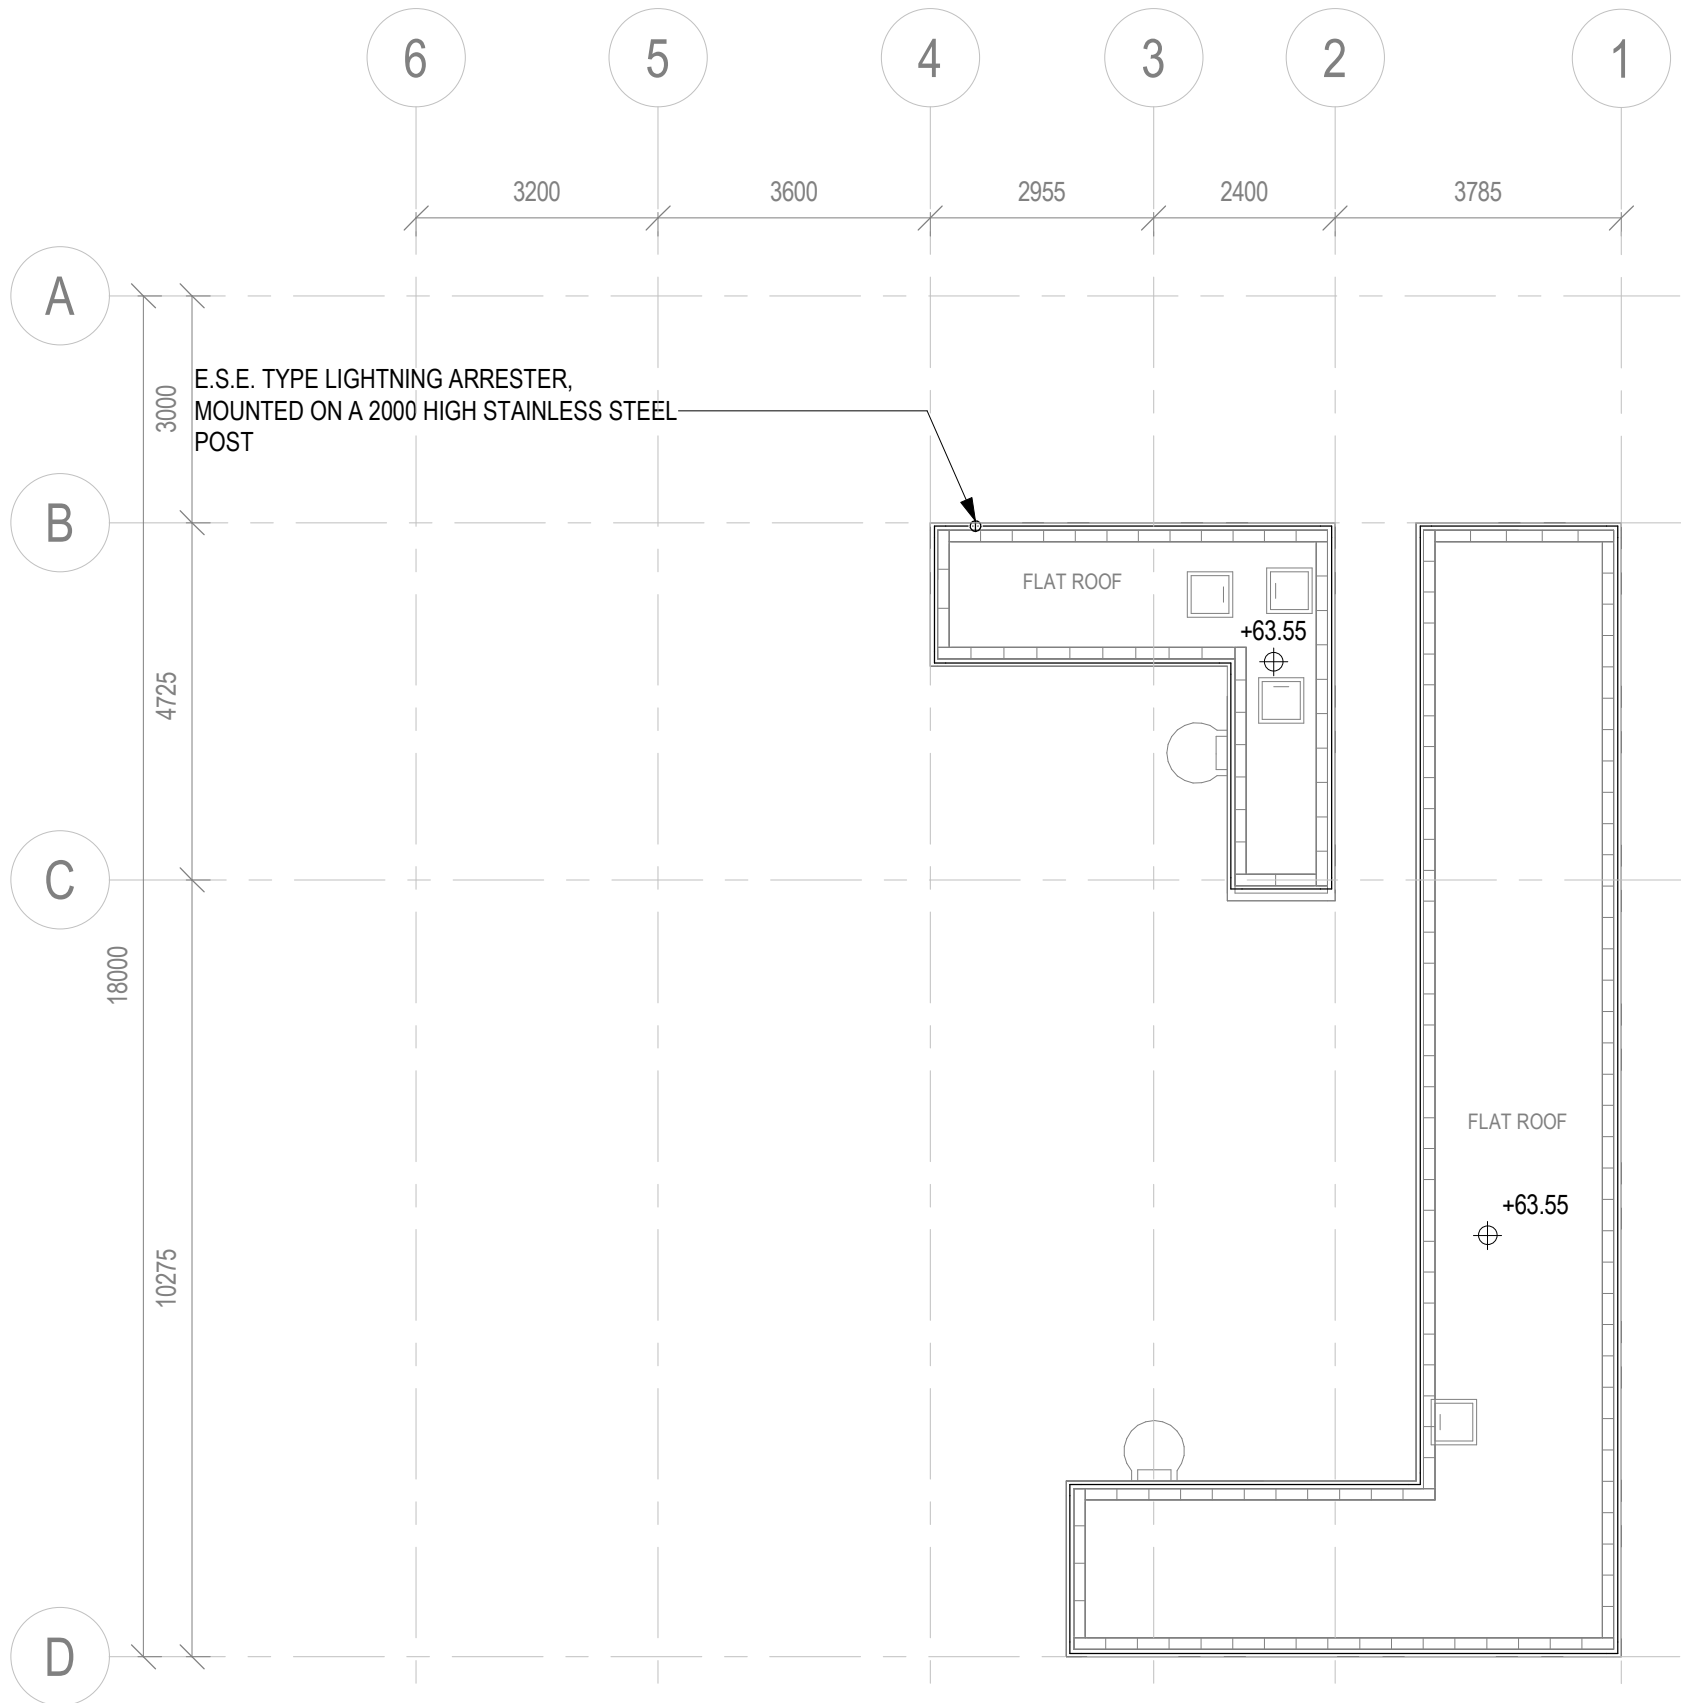 6 5 4 3 2 1
3200 3600 2955 2400 3785
A
3000
E.S.E. TYPE LIGHTNING ARRESTER,
MOUNTED ON A 2000 HIGH STAINLESS STEEL
POST
B
FLAT ROOF
+63.55
4725
C
18000
FLAT ROOF
+63.55
10275
D